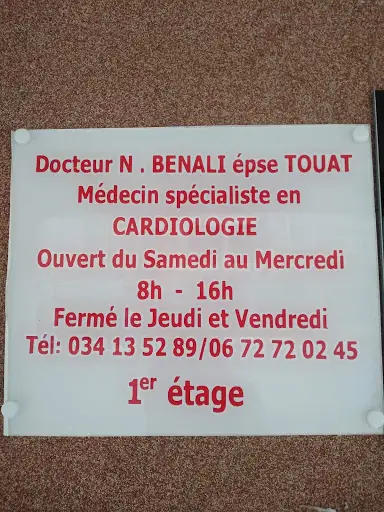 Docteur N . BENALI épse TOUAT
Médecin spécialiste en
CARDIOLOGIE
Ouvert du Samedi au Mercredi
8h - 16h
Fermé le Jeudi et Vendredi
Tél: 034 13 52 89/06 72 72 02 45
1er étage